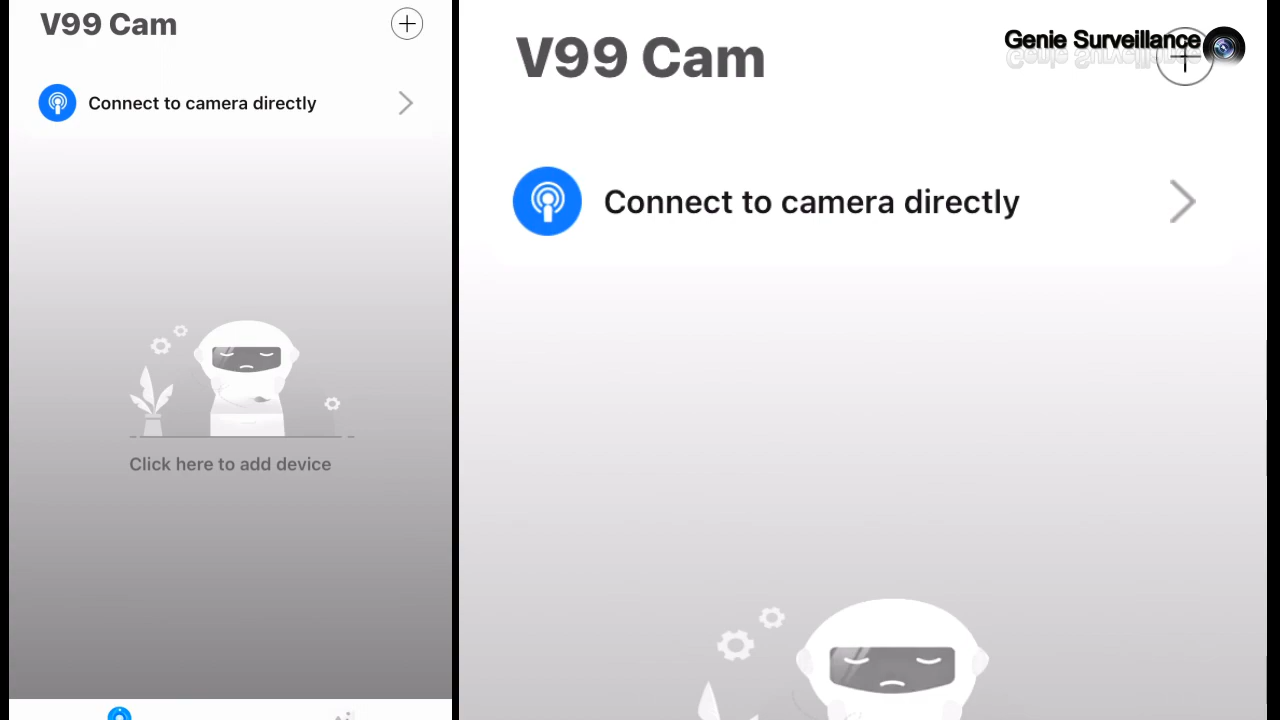 V99 Cam
Connect to camera directly
Click here to add device
V99 Cam
Genie Surveillance
Connect to camera directly